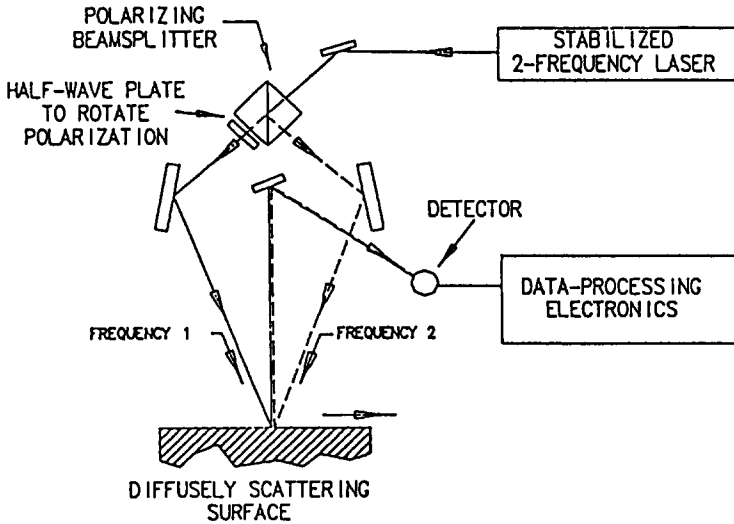 POLARIZING
BEAMSPLITTER
STABILIZED
2-FREQUENCY LASER
HALF-WAVE PLATE
TO ROTATE
POLARIZATION
DETECTOR
DATA-PROCESSING
ELECTRONICS
FREQUENCY 1
FREQUENCY 2
DIFFUSELY SCATTERING
SURFACE